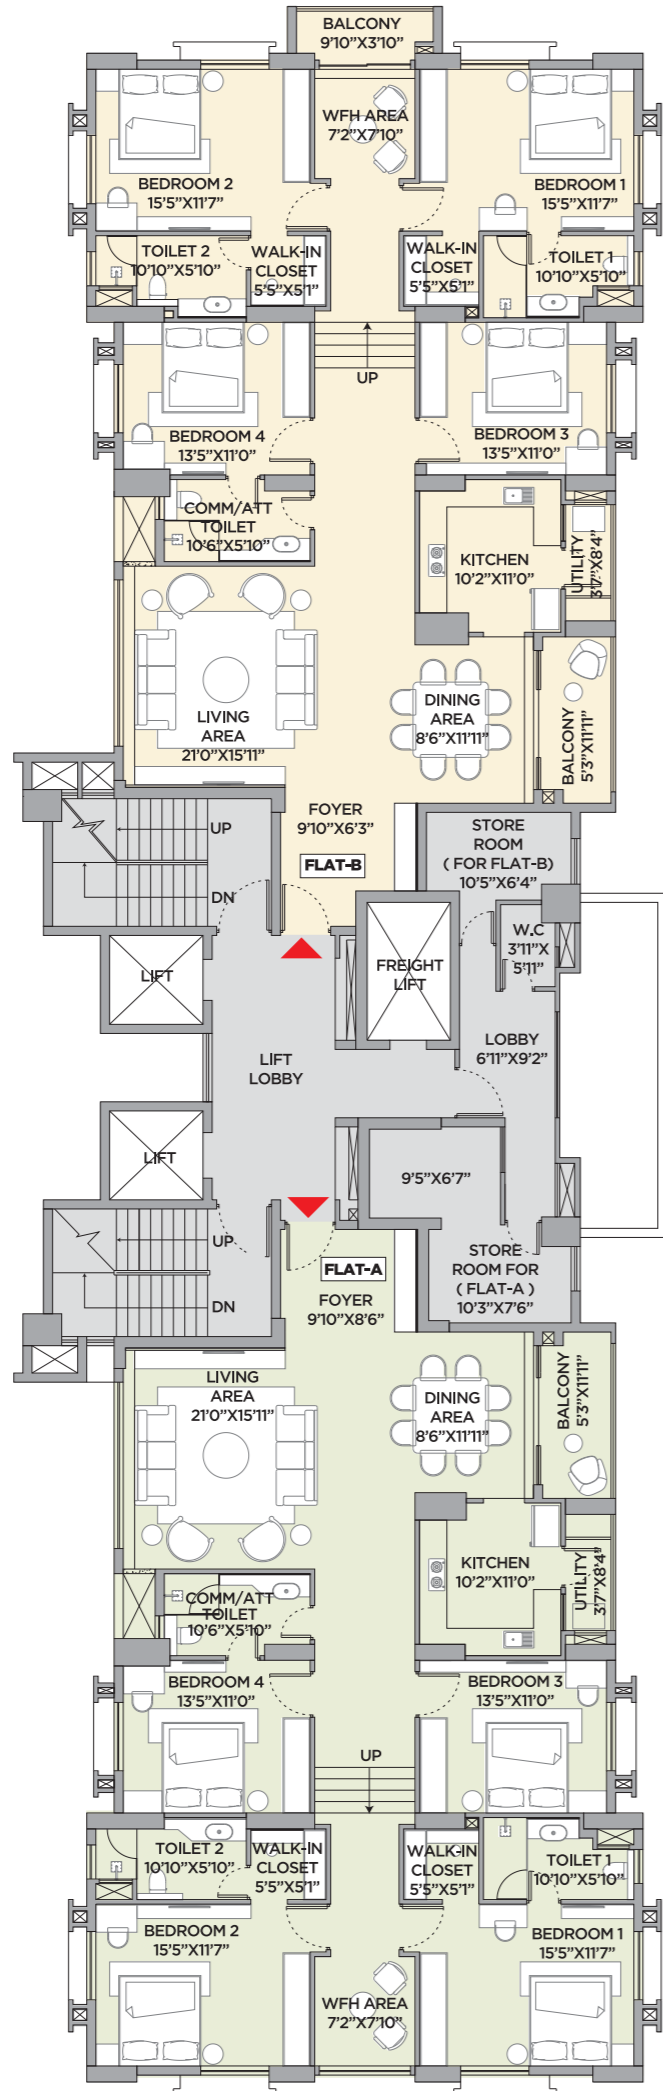 BALCONY
9'10"X3'10"
WFH AREA
7'2"X7'10"
BEDROOM 2
15'5"X11'7"
BEDROOM 1
15'5"X11'7"
TOILET 2
10'10"X5'10"
WALK-IN
CLOSET
5'5"X5'1"
WALK-IN
CLOSET
5'5"X5'1"
TOILET 1
10'10"X5'10"
UP
BEDROOM 4
13'5"X11'0"
BEDROOM 3
13'5"X11'0"
COMM/ATT
TOILET
10'6"X5'10"
KITCHEN
10'2"X11'0"
UTILITY
3'7"X8'4"
LIVING
AREA
21'0"X15'11"
DINING
AREA
8'6"X11'11"
BALCONY
5'3"X11'11"
FOYER
9'10"X6'3"
FLAT-B
UP
DN
STORE
ROOM
( FOR FLAT-B)
10'5"X6'4"
W.C
3'11"X
5'11"
LIFT
FREIGHT
LIFT
LOBBY
6'11"X9'2"
LIFT
LOBBY
LIFT
9'5"X6'7"
UP
DN
STORE
ROOM FOR
( FLAT-A )
10'3"X7'6"
FLAT-A
FOYER
9'10"X8'6"
LIVING
AREA
21'0"X15'11"
DINING
AREA
8'6"X11'11"
BALCONY
5'3"X11'11"
KITCHEN
10'2"X11'0"
UTILITY
3'7"X8'4"
COMM/ATT
TOILET
10'6"X5'10"
BEDROOM 4
13'5"X11'0"
BEDROOM 3
13'5"X11'0"
UP
TOILET 2
10'10"X5'10"
WALK-IN
CLOSET
5'5"X5'1"
WALK-IN
CLOSET
5'5"X5'1"
TOILET 1
10'10"X5'10"
BEDROOM 2
15'5"X11'7"
BEDROOM 1
15'5"X11'7"
WFH AREA
7'2"X7'10"